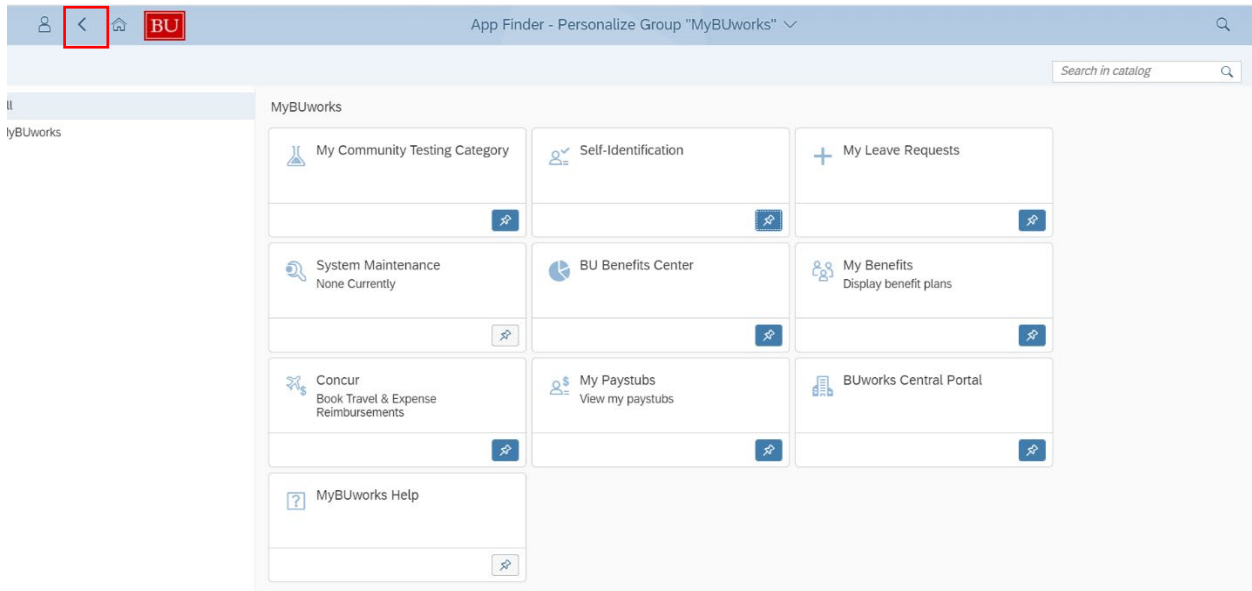 BU
App Finder - Personalize Group "MyBUworks"
Search in catalog
ll
MyBUworks
lyBUworks
My Community Testing Category
Self-Identification
My Leave Requests
System Maintenance
None Currently
BU Benefits Center
My Benefits
Display benefit plans
Concur
Book Travel & Expense
Reimbursements
My Paystubs
View my paystubs
BUworks Central Portal
MyBUworks Help